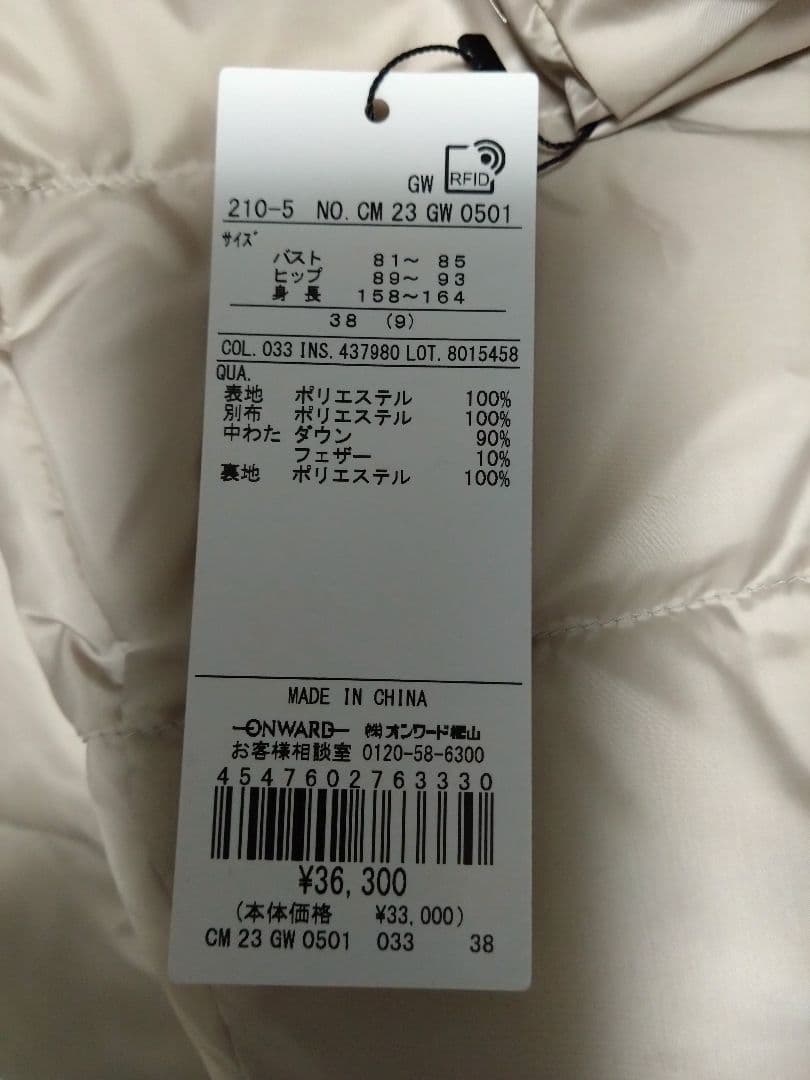 RFID
GW
210-5 NO. CM 23 GW 0501
サイズ
バスト 81～ 85
ヒップ 89～ 93
身長 158～164
38 (9)
COL. 033 INS. 437980 LOT. 8015458
QUA.
表地 ポリエステル 100%
別布 ポリエステル 100%
中わた ダウン 90%
フェザー 10%
裏地 ポリエステル 100%
MADE IN CHINA
ONWARD ㈱オンワード樫山
お客様相談室 0120-58-6300
4547602763330
¥36,300
(本体価格 ¥33,000)
CM 23 GW 0501 033 38